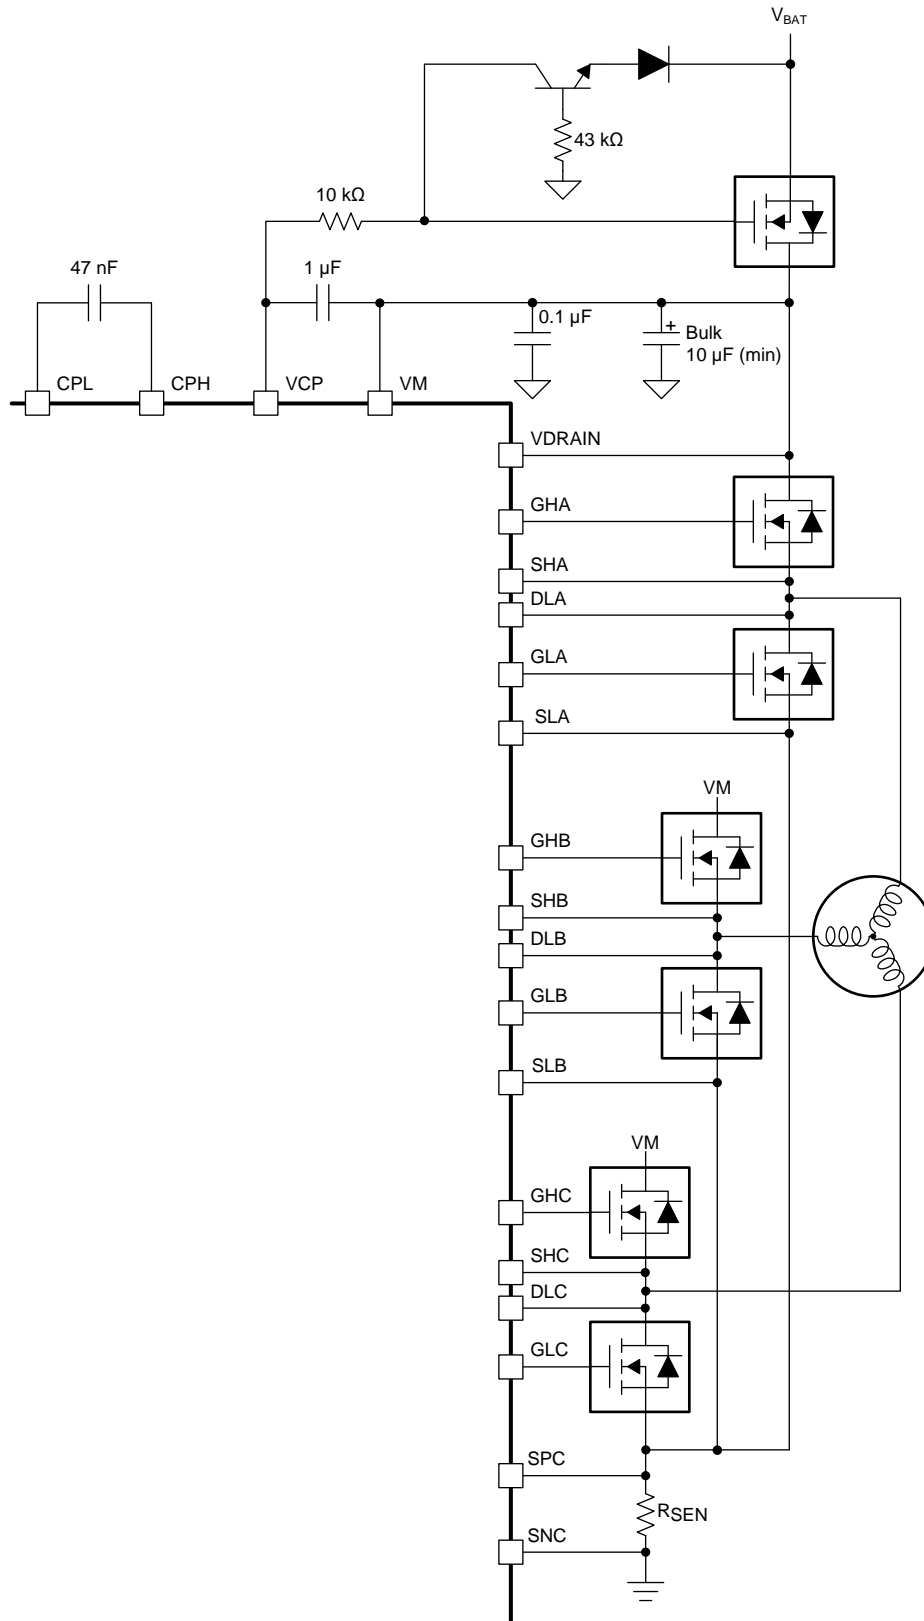 V_BAT
43 kΩ
10 kΩ
47 nF
1 µF
0.1 µF
+
Bulk
10 µF (min)
CPL
CPH
VCP
VM
VDRAIN
GHA
SHA
DLA
GLA
SLA
VM
GHB
SHB
DLB
GLB
SLB
VM
GHC
SHC
DLC
GLC
SPC
RSEN
SNC